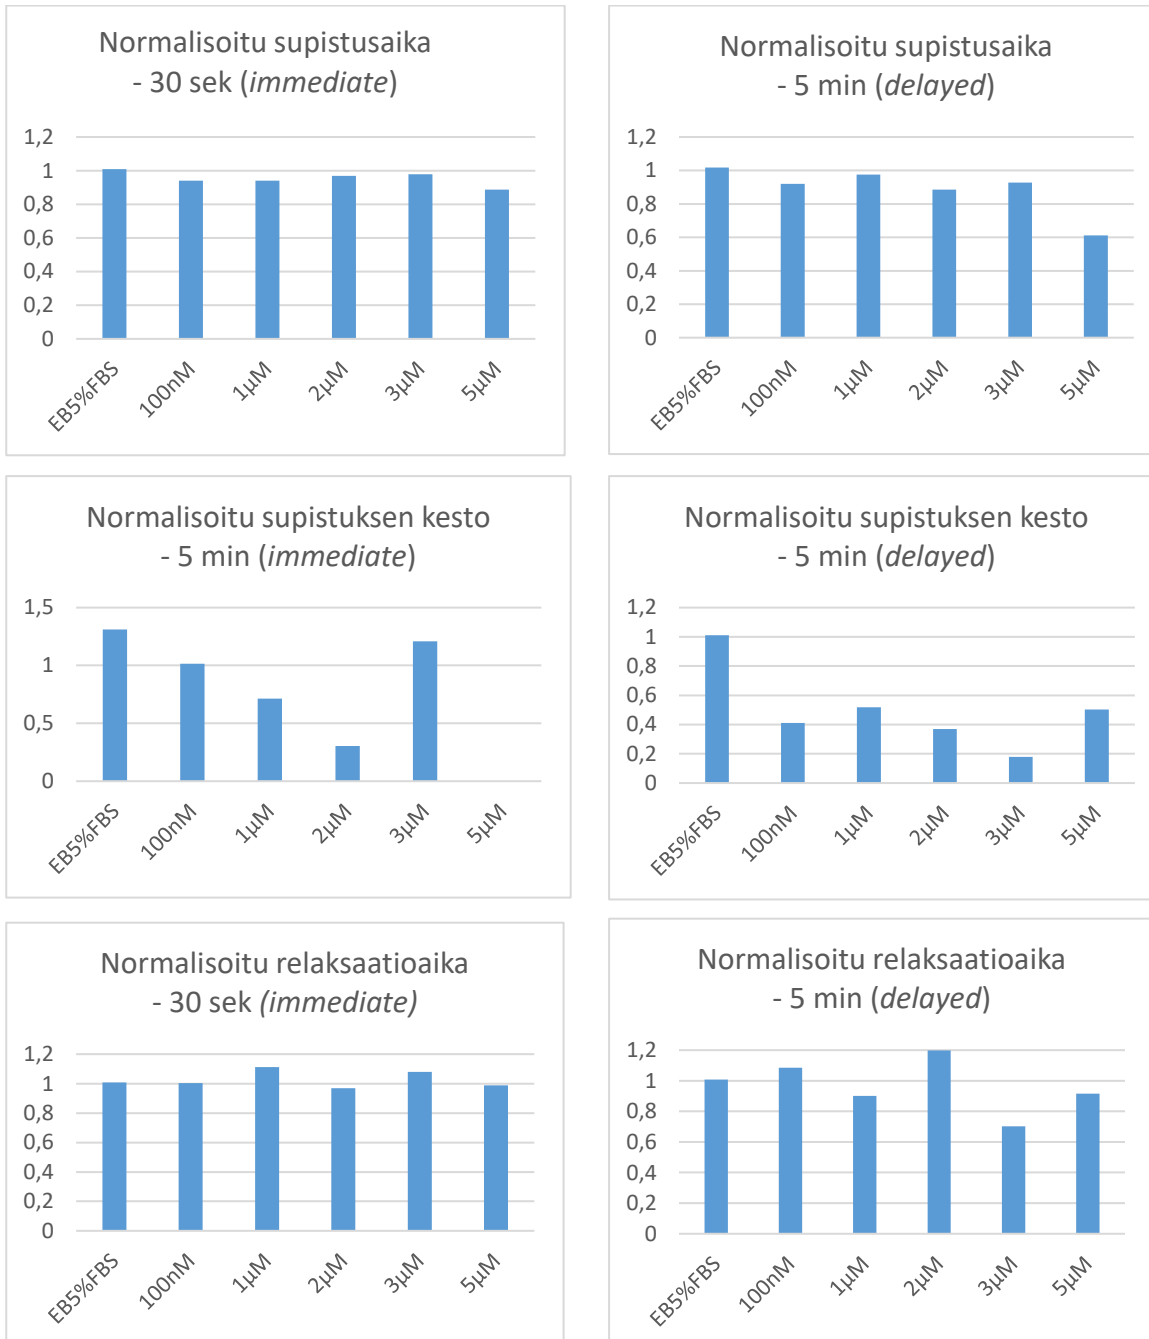 Normalisoitu supistusaika
- 30 sek (immediate)
1,2
1
0,8
0,6
0,4
0,2
0
EB5%FBS
100nM
1µM
2µM
3µM
5µM
Normalisoitu supistusaika
- 5 min (delayed)
1,2
1
0,8
0,6
0,4
0,2
0
EB5%FBS
100nM
1µM
2µM
3µM
5µM
Normalisoitu supistuksen kesto
- 5 min (immediate)
1,5
1
0,5
0
EB5%FBS
100nM
1µM
2µM
3µM
5µM
Normalisoitu supistuksen kesto
- 5 min (delayed)
1,2
1
0,8
0,6
0,4
0,2
0
EB5%FBS
100nM
1µM
2µM
3µM
5µM
Normalisoitu relaksaatioaika
- 30 sek (immediate)
1,2
1
0,8
0,6
0,4
0,2
0
EB5%FBS
100nM
1µM
2µM
3µM
5µM
Normalisoitu relaksaatioaika
- 5 min (delayed)
1,2
1
0,8
0,6
0,4
0,2
0
EB5%FBS
100nM
1µM
2µM
3µM
5µM